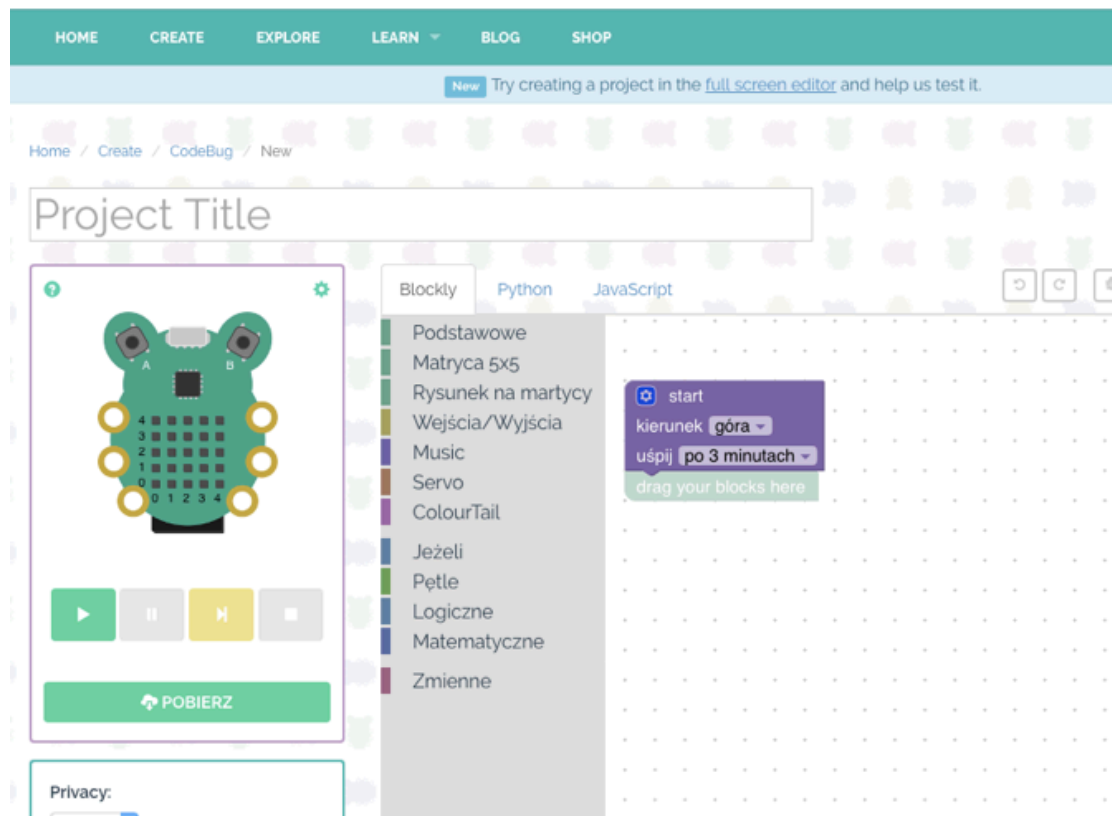 HOME CREATE EXPLORE LEARN BLOG SHOP
New Try creating a project in the full screen editor and help us test it.
Home / Create / CodeBug / New
Project Title
Blockly Python JavaScript
A B
4
3
2
1
0
0 1 2 3 4
POBIERZ
Privacy:
Podstawowe
Matryca 5x5
Rysunek na martycy
Wejścia/Wyjścia
Music
Servo
ColourTail
Jeżeli
Pętle
Logiczne
Matematyczne
Zmienne
start
kierunek góra
uśpij po 3 minutach
drag your blocks here